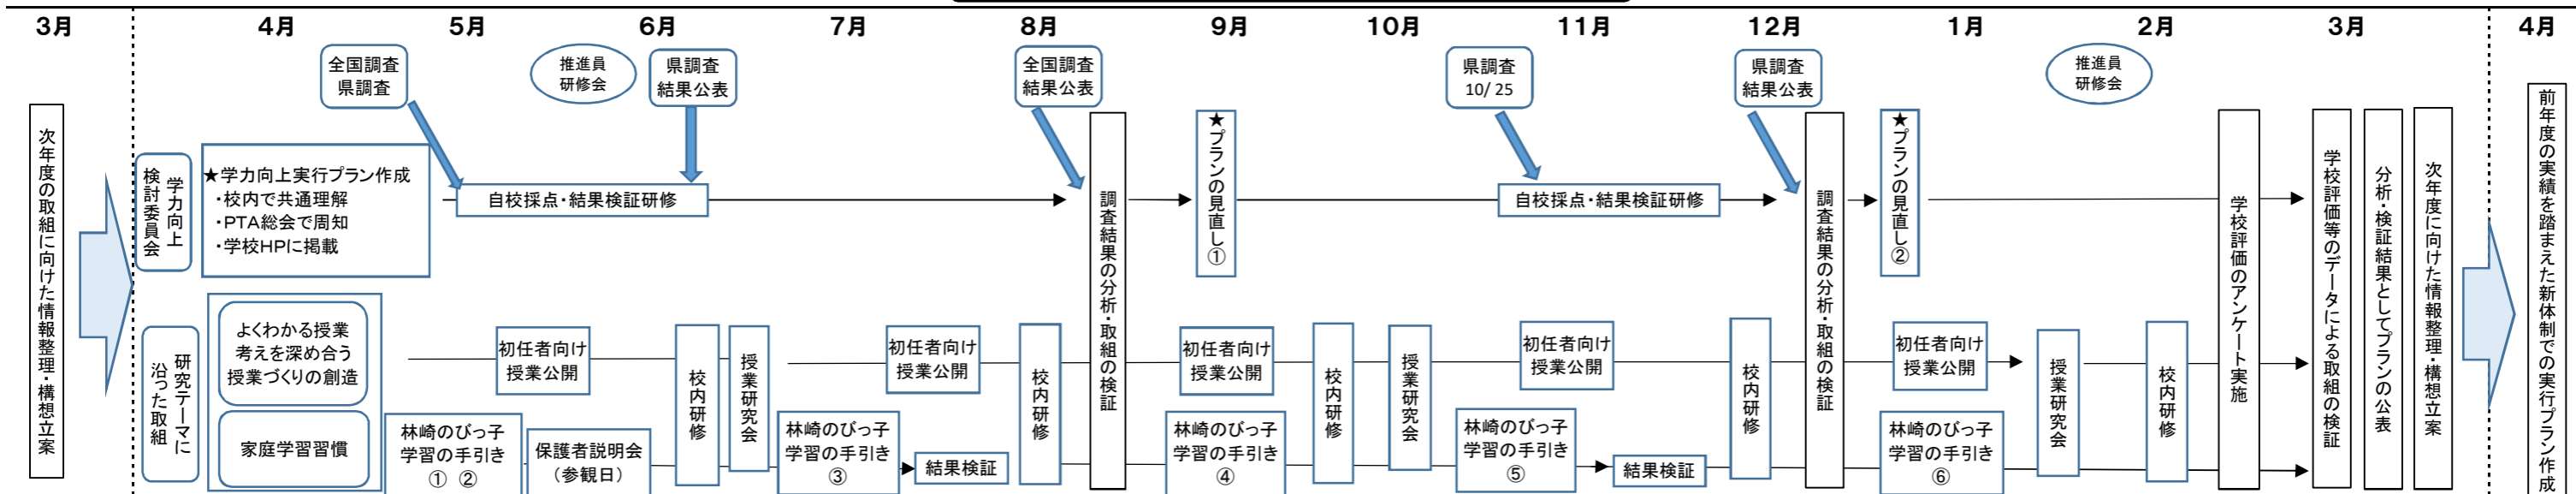 3月
4月
5月
6月
7月
8月
9月
10月
11月
12月
1月
2月
3月
4月
全国調査
県調査
推進員
研修会
県調査
結果公表
全国調査
結果公表
県調査
10/25
県調査
結果公表
推進員
研修会
次年度の取組に向けた情報整理・構想立案
学力向上
検討委員会
★学力向上実行プラン作成
・校内で共通理解
・PTA総会で周知
・学校HPに掲載
自校採点・結果検証研修
調査結果の分析・取組の検証
★プランの見直し①
自校採点・結果検証研修
調査結果の分析・取組の検証
★プランの見直し②
学校評価のアンケート実施
学校評価等のデータによる取組の検証
分析・検証結果としてプランの公表
次年度に向けた情報整理・構想立案
前年度の実績を踏まえた新体制での実行プラン作成
研究テーマに
沿った取組
よくわかる授業
考えを深め合う
授業づくりの創造
家庭学習習慣
初任者向け
授業公開
校内研修
授業研究会
初任者向け
授業公開
校内研修
初任者向け
授業公開
校内研修
授業研究会
初任者向け
授業公開
校内研修
初任者向け
授業公開
授業研究会
校内研修
林崎のびっ子
学習の手引き
① ②
保護者説明会
(参観日)
林崎のびっ子
学習の手引き
③
結果検証
林崎のびっ子
学習の手引き
④
林崎のびっ子
学習の手引き
⑤
結果検証
林崎のびっ子
学習の手引き
⑥